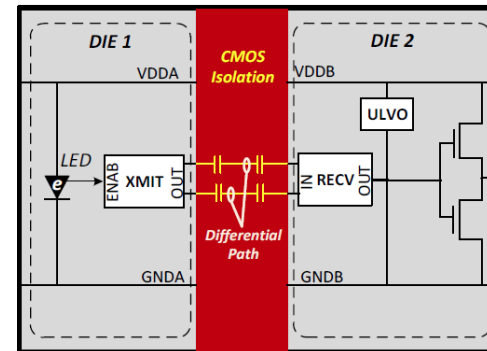 DIE 1
CMOS
Isolation
DIE 2
VDDA
VDDB
ULVO
LED
e
ENAB
XMIT
OUT
IN
RECV
OUT
Differential
Path
GNDA
GNDB